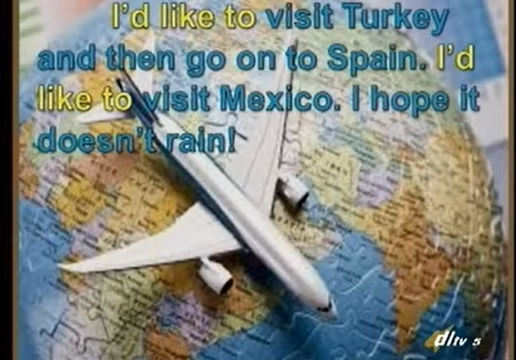 I'd like to visit Turkey
and then go on to Spain. I'd
like to visit Mexico. I hope it
doesn't rain!
dltv 5